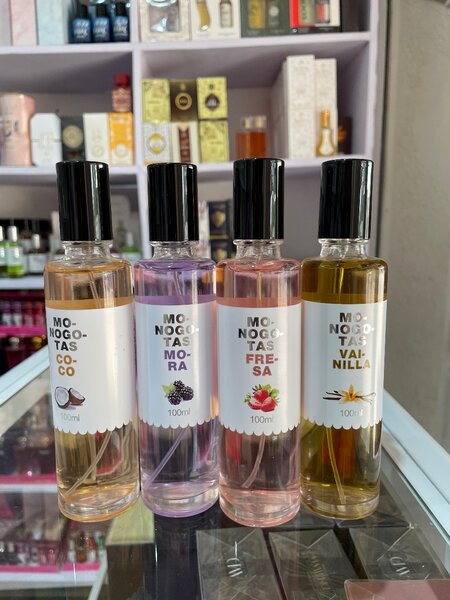 MO-
NOGO-
TAS
CO-
CO
MO-
NOGO-
TAS
MO-
RA
100ml
MO-
NOGO-
TAS
FRE-
SA
100ml
MO-
NOGO-
TAS
VAI-
NILLA
100ml